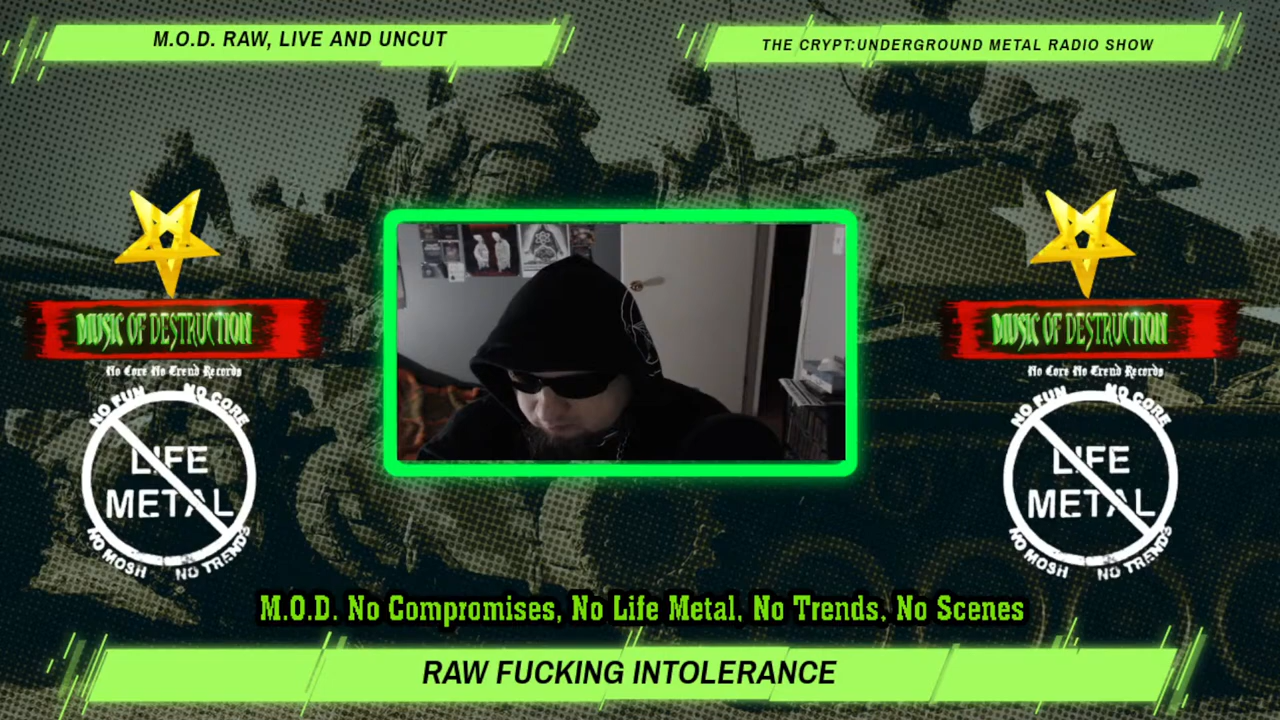 M.O.D. RAW, LIVE AND UNCUT
THE CRYPT:UNDERGROUND METAL RADIO SHOW
MUSIC OF DESTRUCTION
No Core No Trend Records
NO FUN NO CORE
LIFE
METAL
NO MOSH NO TRENDS
MUSIC OF DESTRUCTION
No Core No Trend Records
NO FUN NO CORE
LIFE
METAL
NO MOSH NO TRENDS
M.O.D. No Compromises, No Life Metal, No Trends, No Scenes
RAW FUCKING INTOLERANCE